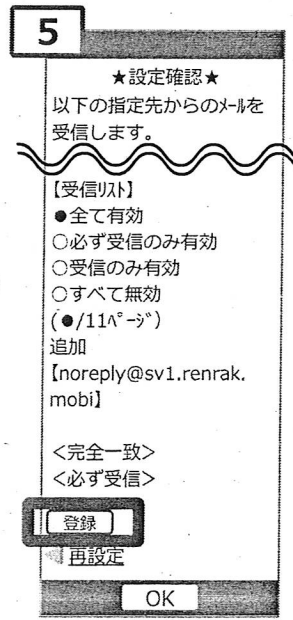 5
★設定確認★
以下の指定先からのﾒｰﾙを
受信します。
【受信ﾘｽﾄ】
●全て有効
○必ず受信のみ有効
○受信のみ有効
○すべて無効
(●/11ﾍﾟｰｼﾞ)
追加
【noreply@sv1.renrak.
mobi】
<完全一致>
<必ず受信>
登録
再設定
OK